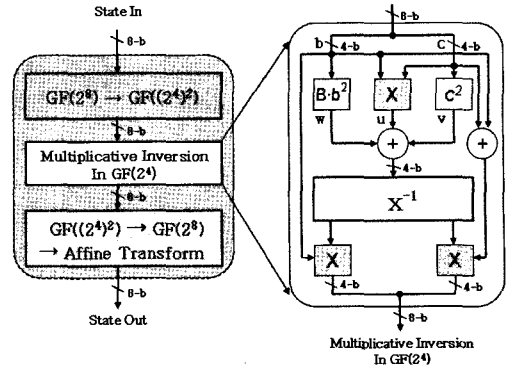 State In
8-b
GF(2⁸) → GF((2⁴)²)
8-b
Multiplicative Inversion
In GF(2⁴)
8-b
GF((2⁴)²) → GF(2⁸)
→ Affine Transform
8-b
State Out
8-b
b 4-b C 4-b
B·b² X C²
w u v
+ +
4-b
X⁻¹
X X
4-b 4-b
8-b
Multiplicative Inversion
In GF(2⁴)